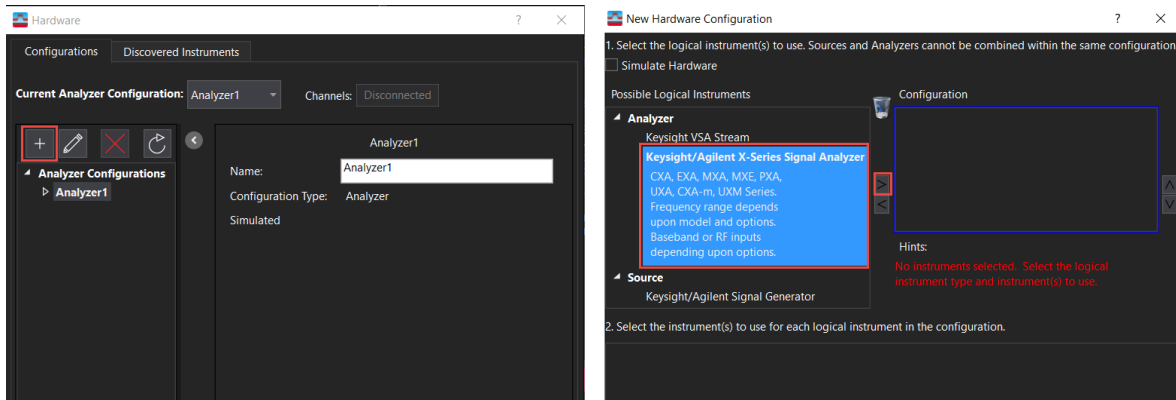 Hardware
?
Configurations
Discovered Instruments
Current Analyzer Configuration:
Analyzer1
Channels:
Disconnected
Analyzer Configurations
Analyzer1
Analyzer1
Name:
Analyzer1
Configuration Type:
Analyzer
Simulated
New Hardware Configuration
?
1. Select the logical instrument(s) to use. Sources and Analyzers cannot be combined within the same configuration
Simulate Hardware
Possible Logical Instruments
Configuration
Analyzer
Keysight VSA Stream
Keysight/Agilent X-Series Signal Analyzer
CXA, EXA, MXA, MXE, PXA,
UXA, CXA-m, UXM Series.
Frequency range depends
upon model and options.
Baseband or RF inputs
depending upon options.
Source
Keysight/Agilent Signal Generator
Hints:
No instruments selected. Select the logical
instrument type and instrument(s) to use.
2. Select the instrument(s) to use for each logical instrument in the configuration.